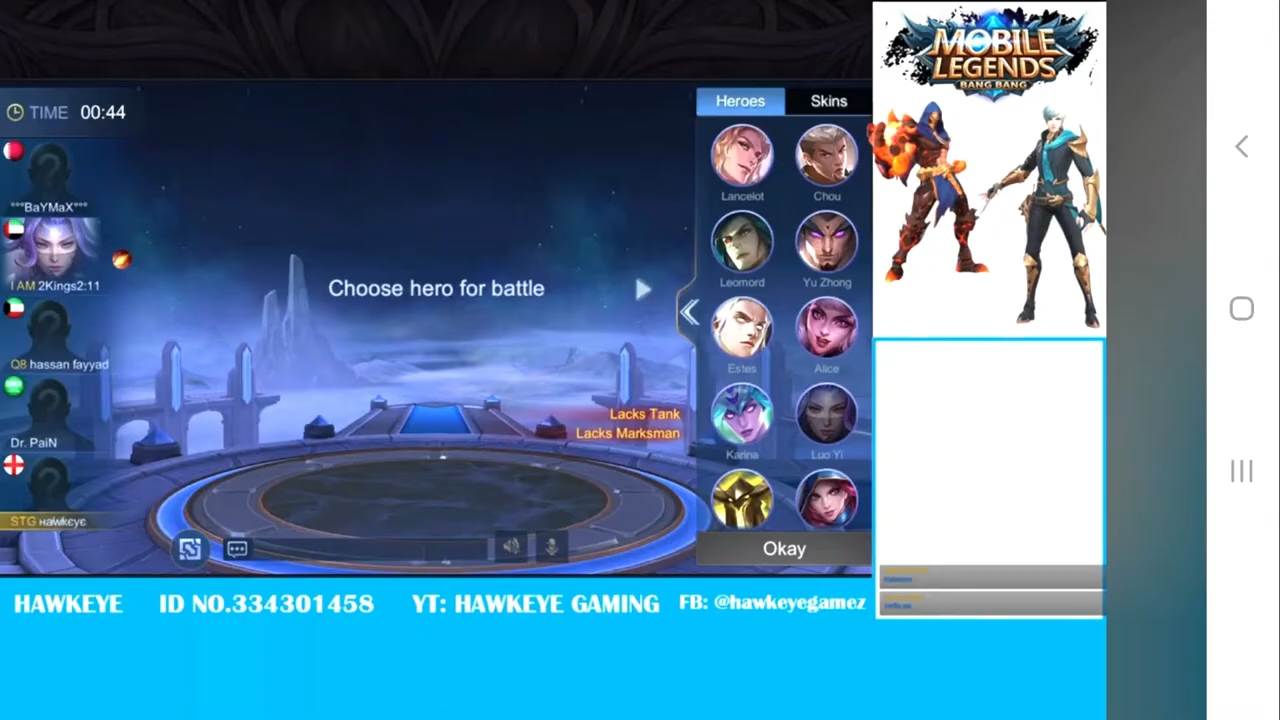 MOBILE
LEGENDS
BANG BANG
TIME 00:44
Heroes
Skins
°°°BaYMaX°°°
I AM 2Kings2:11
Q8 hassan fayyad
Dr. PaiN
STG нαωкєүє
Choose hero for battle
Lacks Tank
Lacks Marksman
Lancelot
Chou
Leomord
Yu Zhong
Estes
Alice
Karina
Luo Yi
Okay
HAWKEYE ID NO.334301458 YT: HAWKEYE GAMING FB: @hawkeyegamez